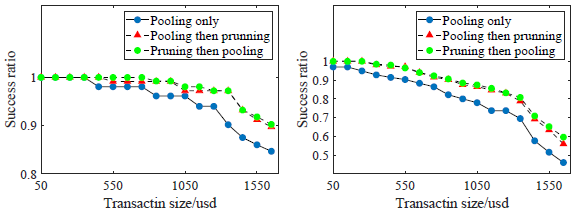 Pooling only
Pooling then prunning
Pruning then pooling
Success ratio
1
0.9
0.8
50
550
1050
1550
Transactin size/usd
Pooling only
Pooling then prunning
Pruning then pooling
Success ratio
1
0.9
0.8
0.7
0.6
0.5
50
550
1050
1550
Transactin size/usd